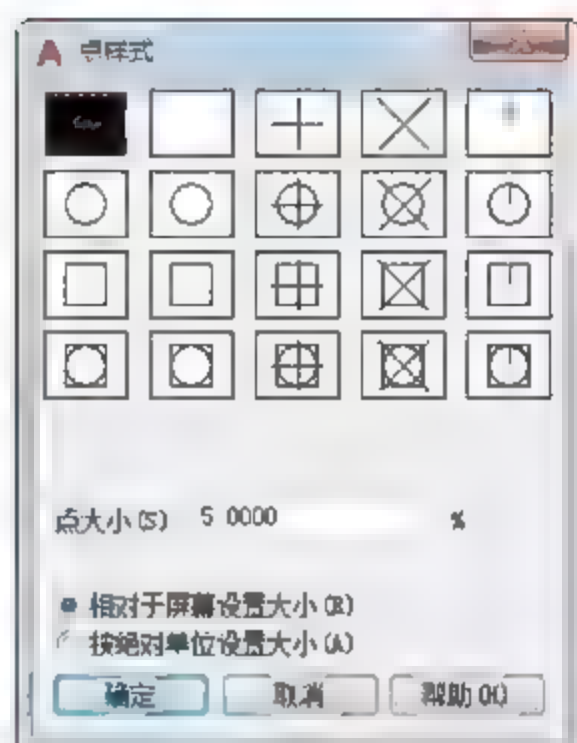 点样式
点大小(S) 5.0000 %
相对于屏幕设置大小(R)
按绝对单位设置大小(A)
确定 取消 帮助(H)